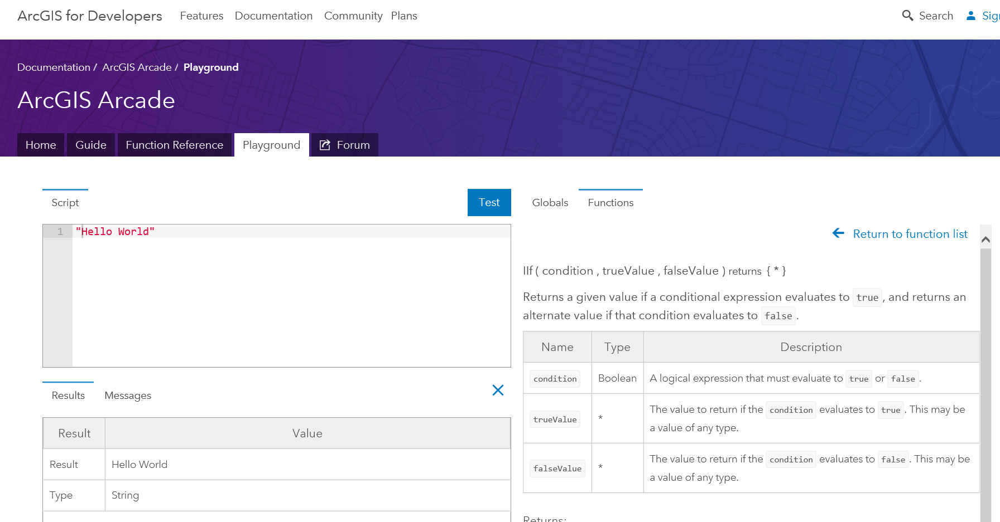 ArcGIS for Developers Features Documentation Community Plans Search
Documentation / ArcGIS Arcade / Playground
ArcGIS Arcade
Home Guide Function Reference Playground Forum
Script Test
1 "Hello World"
Results Messages
Result Value
Result Hello World
Type String
Globals Functions
Return to function list
IIf ( condition , trueValue , falseValue ) returns { * }
Returns a given value if a conditional expression evaluates to true, and returns an
alternate value if that condition evaluates to false.
Name Type Description
condition Boolean A logical expression that must evaluate to true or false.
trueValue * The value to return if the condition evaluates to true. This may be
a value of any type.
falseValue * The value to return if the condition evaluates to false. This may be
a value of any type.
Returns: